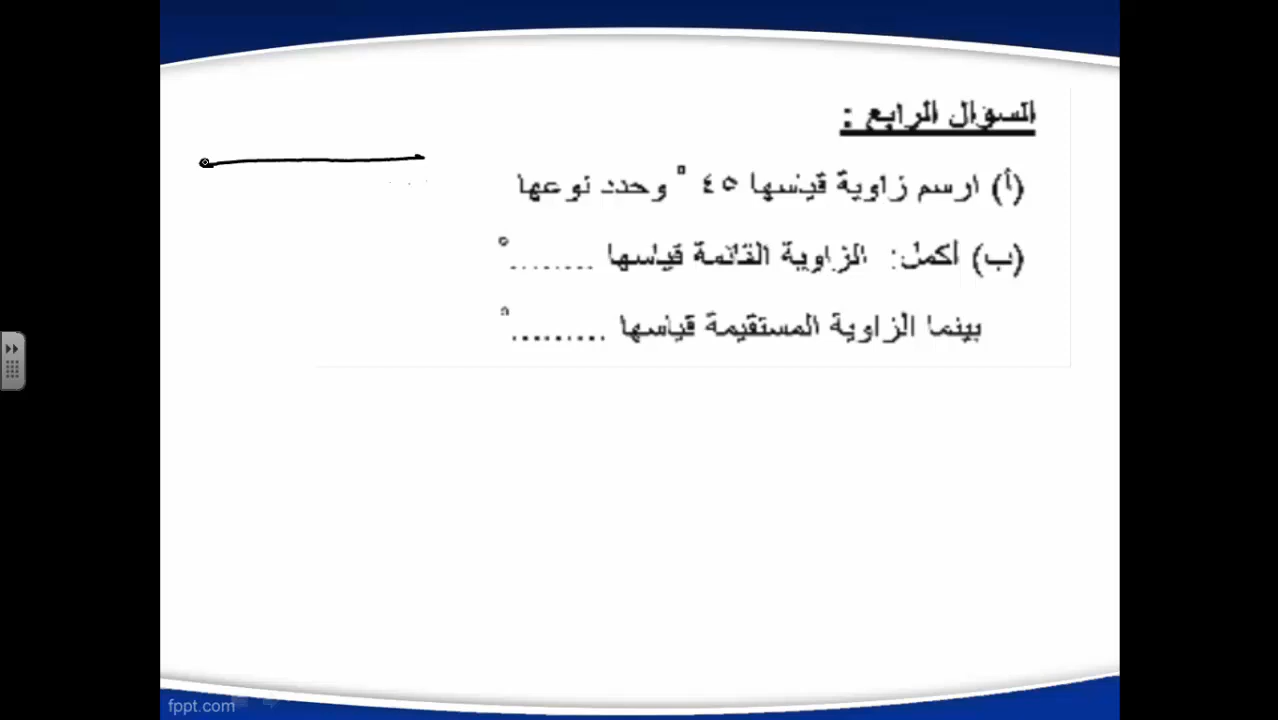 السؤال الرابع :
(أ) ارسم زاوية قياسها ٤٥ ° وحدد نوعها
(ب) أكمل: الزاوية القائمة قياسها ........°
بينما الزاوية المستقيمة قياسها .........°
fppt.com